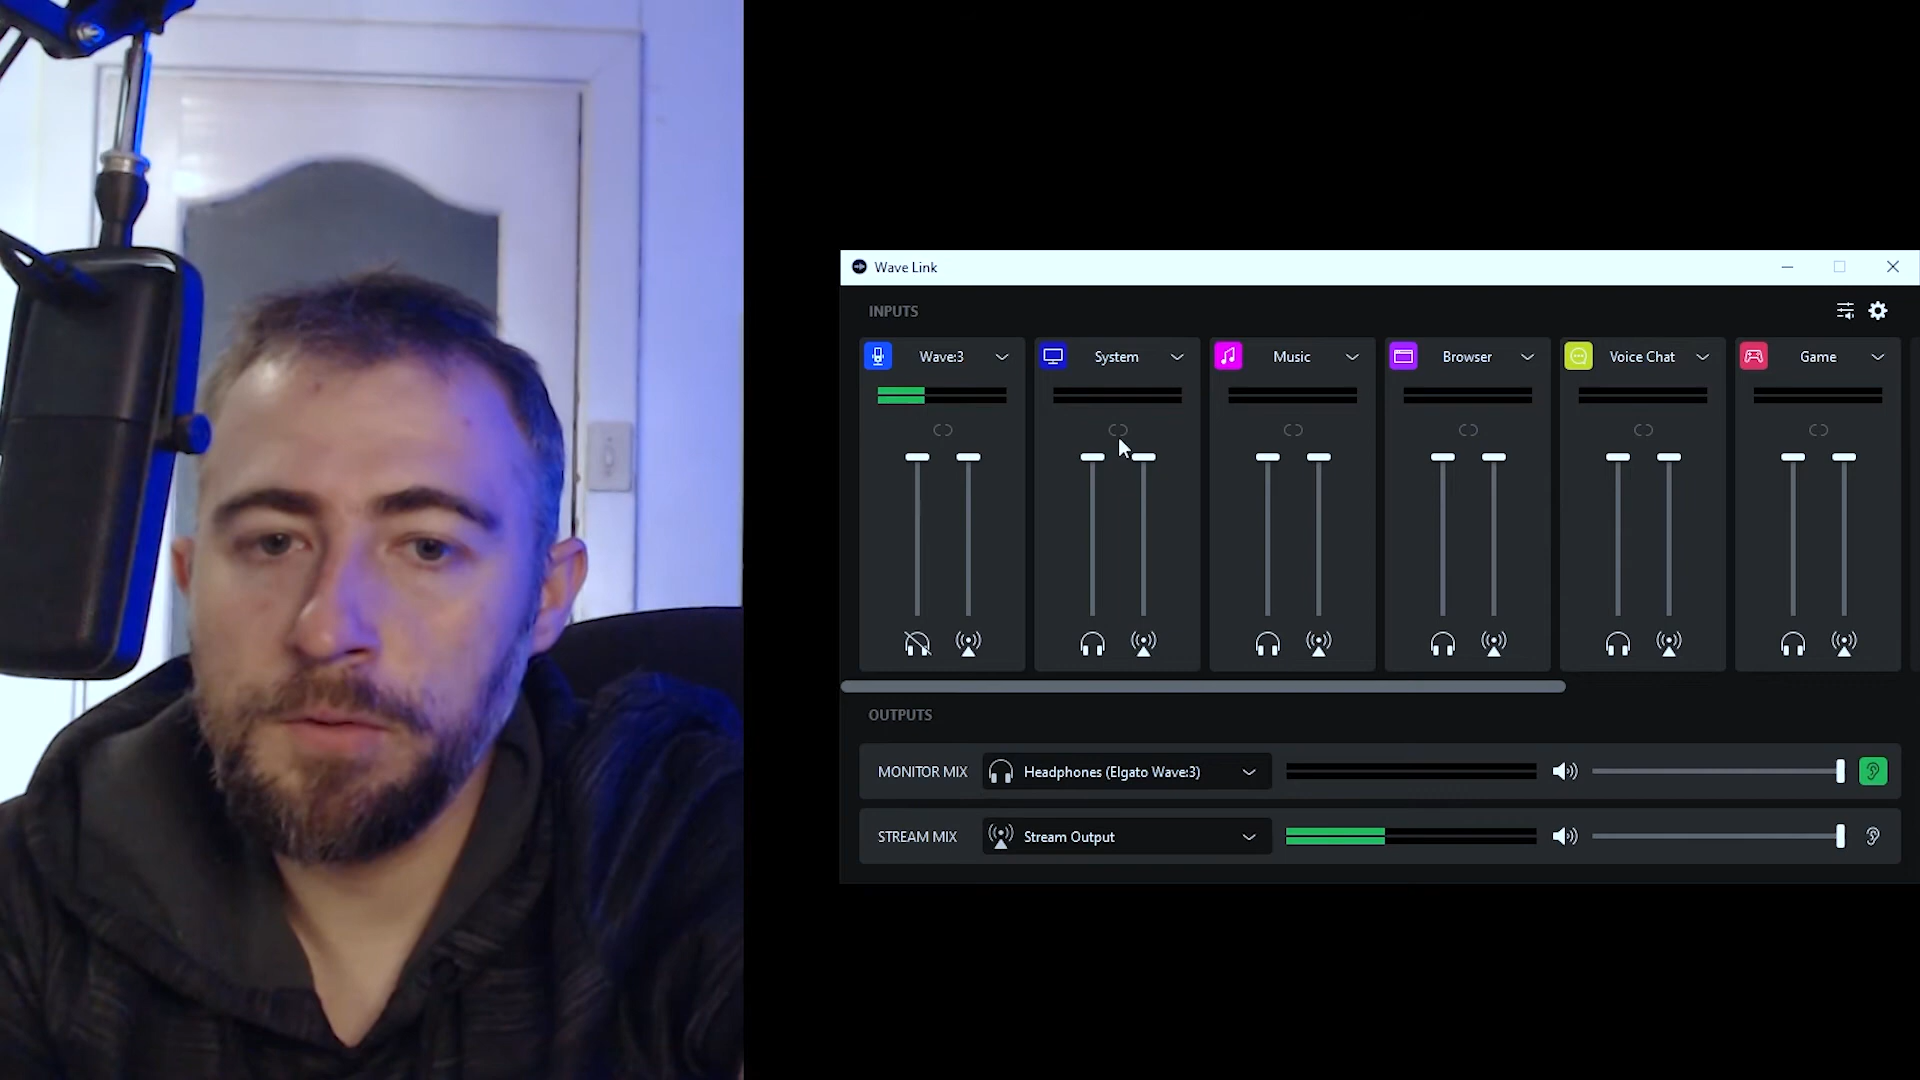 Wave Link
INPUTS
Wave:3
System
Music
Browser
Voice Chat
Game
OUTPUTS
MONITOR MIX
Headphones (Elgato Wave:3)
STREAM MIX
Stream Output